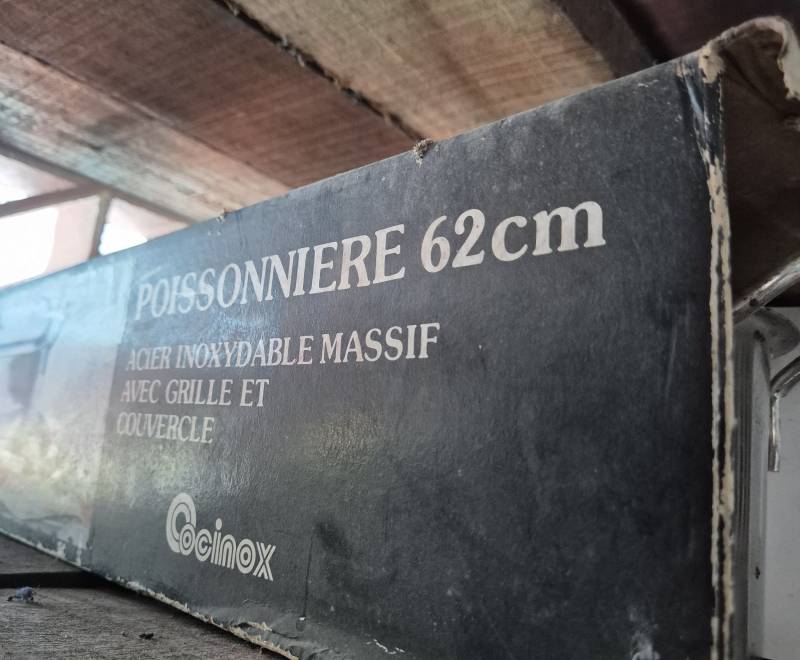 POISSONNIERE 62cm
ACIER INOXYDABLE MASSIF
AVEC GRILLE ET
COUVERCLE
Cocinox